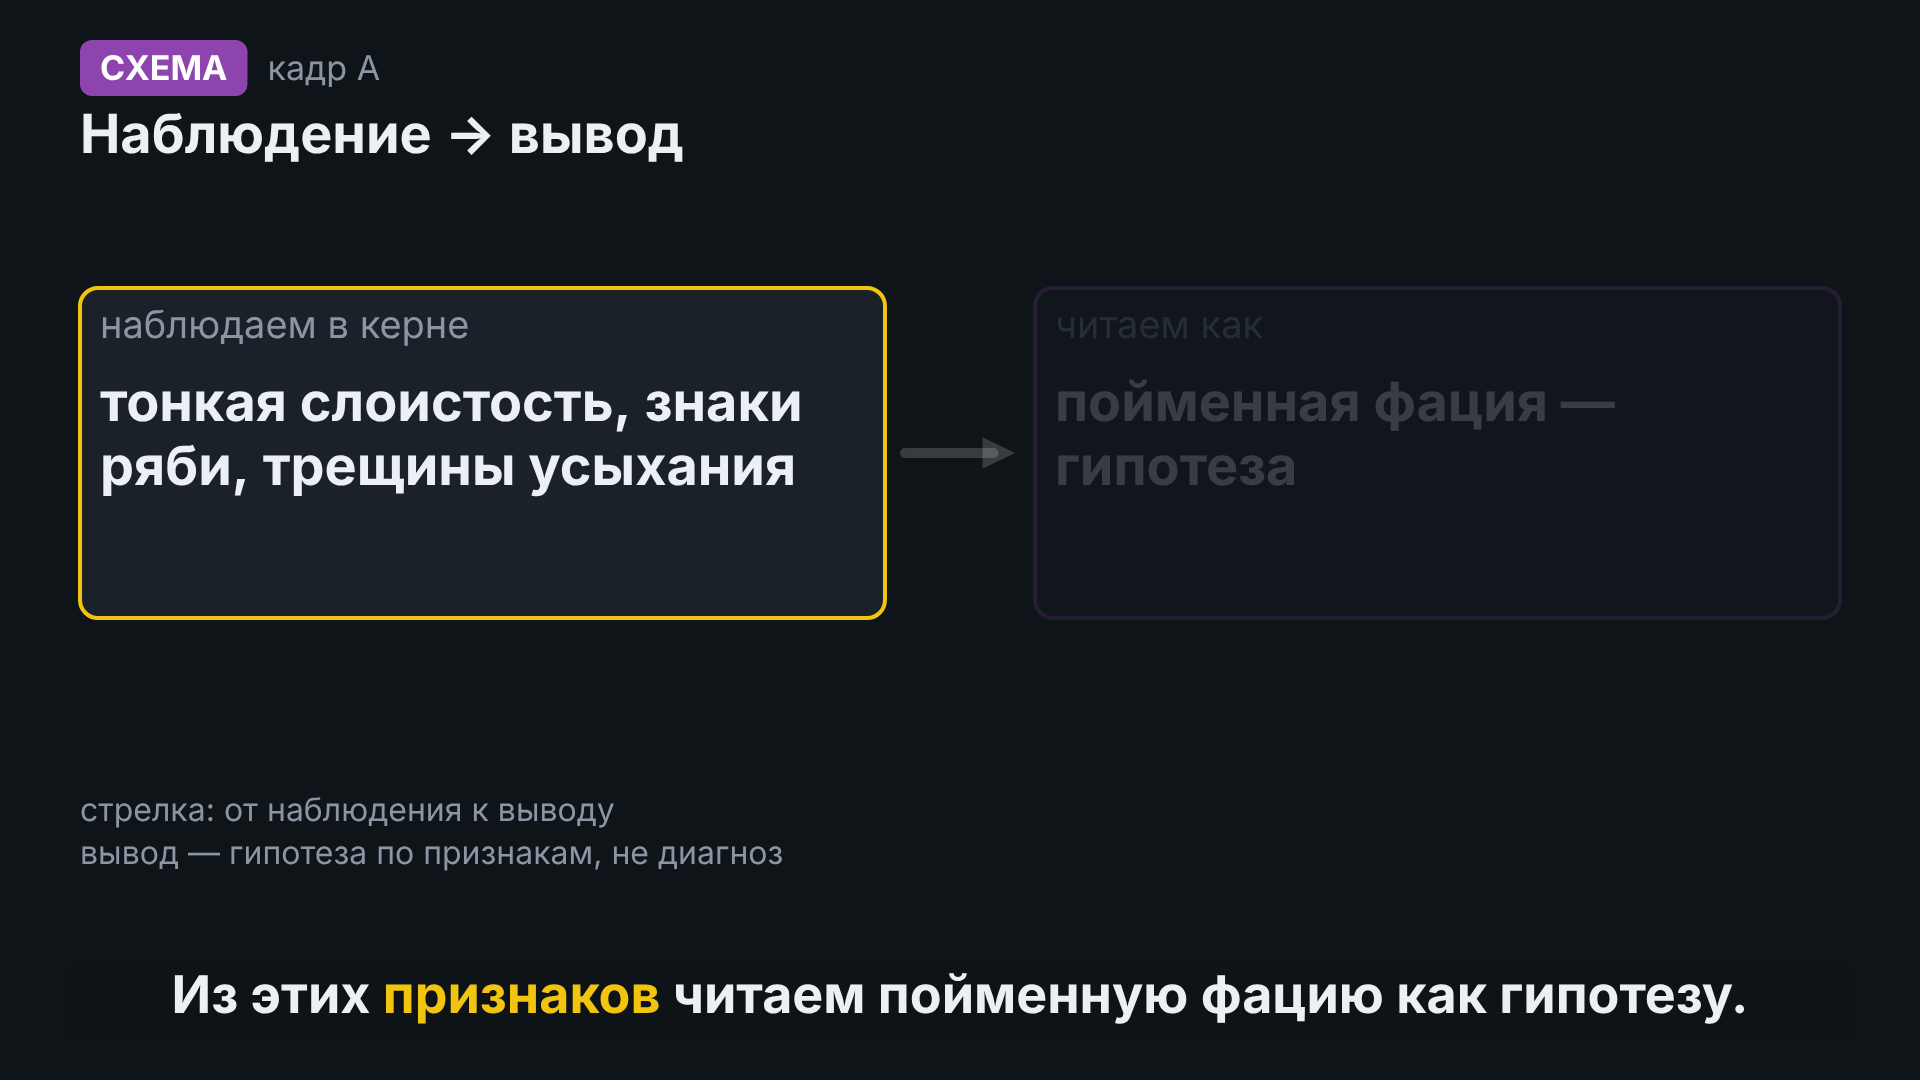 СХЕМА кадр А
Наблюдение → вывод
наблюдаем в керне
тонкая слоистость, знаки
ряби, трещины усыхания
читаем как
пойменная фация —
гипотеза
стрелка: от наблюдения к выводу
вывод — гипотеза по признакам, не диагноз
Из этих признаков читаем пойменную фацию как гипотезу.